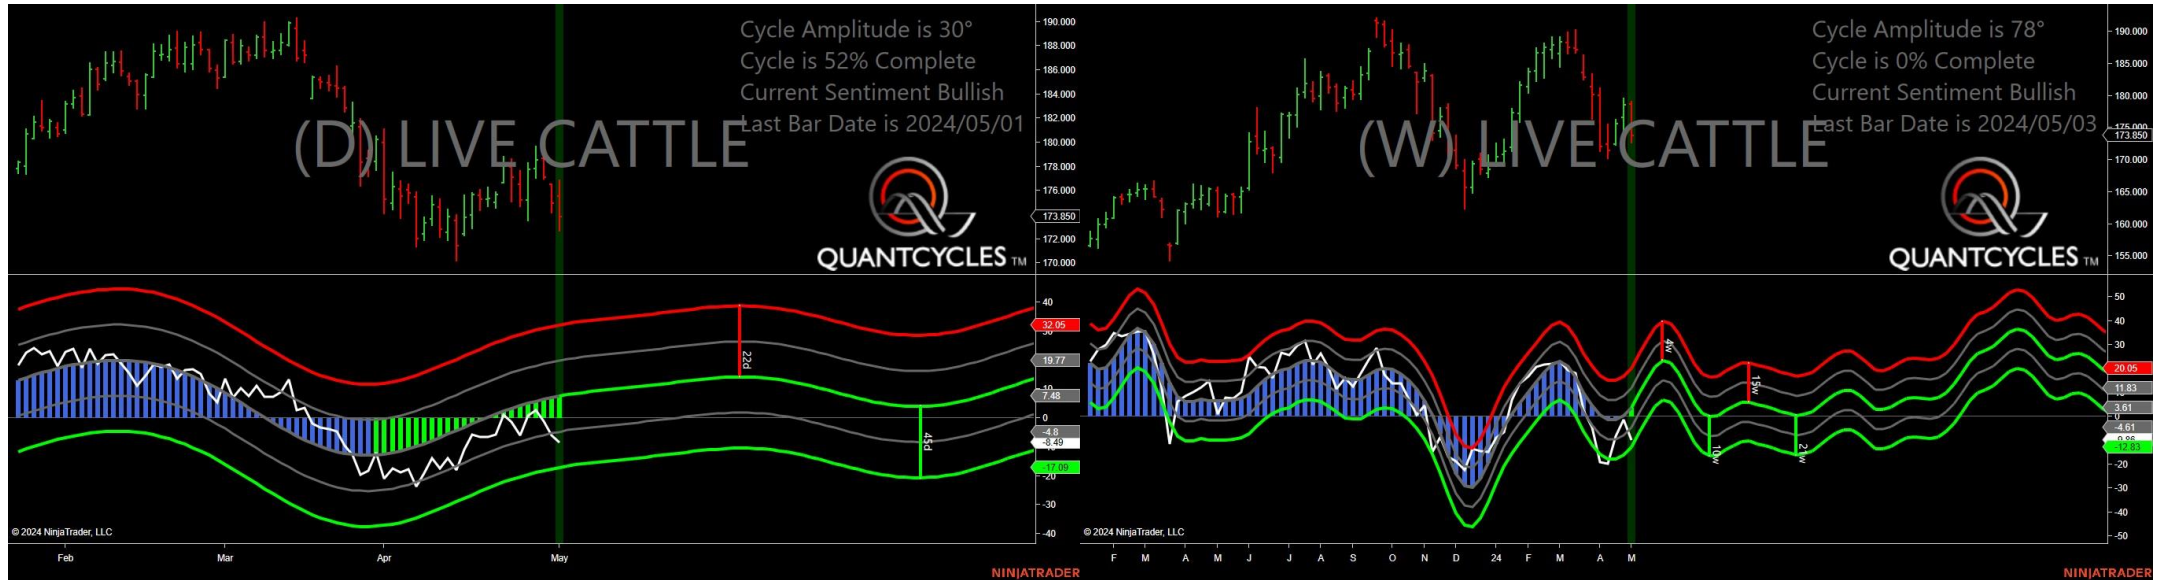 Cycle Amplitude is 30°
Cycle is 52% Complete
Current Sentiment Bullish
Last Bar Date is 2024/05/01
(D) LIVE CATTLE
QUANTCYCLES TM
190.000
188.000
186.000
184.000
182.000
180.000
178.000
176.000
173.850
172.000
170.000
40
32.05
19.77
10
7.48
0
-4.8
-8.49
-17.09
-20
-30
-40
22d
45d
© 2024 NinjaTrader, LLC
Feb Mar Apr May
NINJATRADER
Cycle Amplitude is 78°
Cycle is 0% Complete
Current Sentiment Bullish
Last Bar Date is 2024/05/03
(W) LIVE CATTLE
QUANTCYCLES TM
190.000
185.000
180.000
175.000
173.850
170.000
165.000
160.000
155.000
50
40
30
20.05
11.83
3.61
0
-4.61
-12.83
-20
-30
-40
-50
4w
15w
10w
21w
© 2024 NinjaTrader, LLC
F M A M J J A S O N D 24 F M A M
NINJATRADER